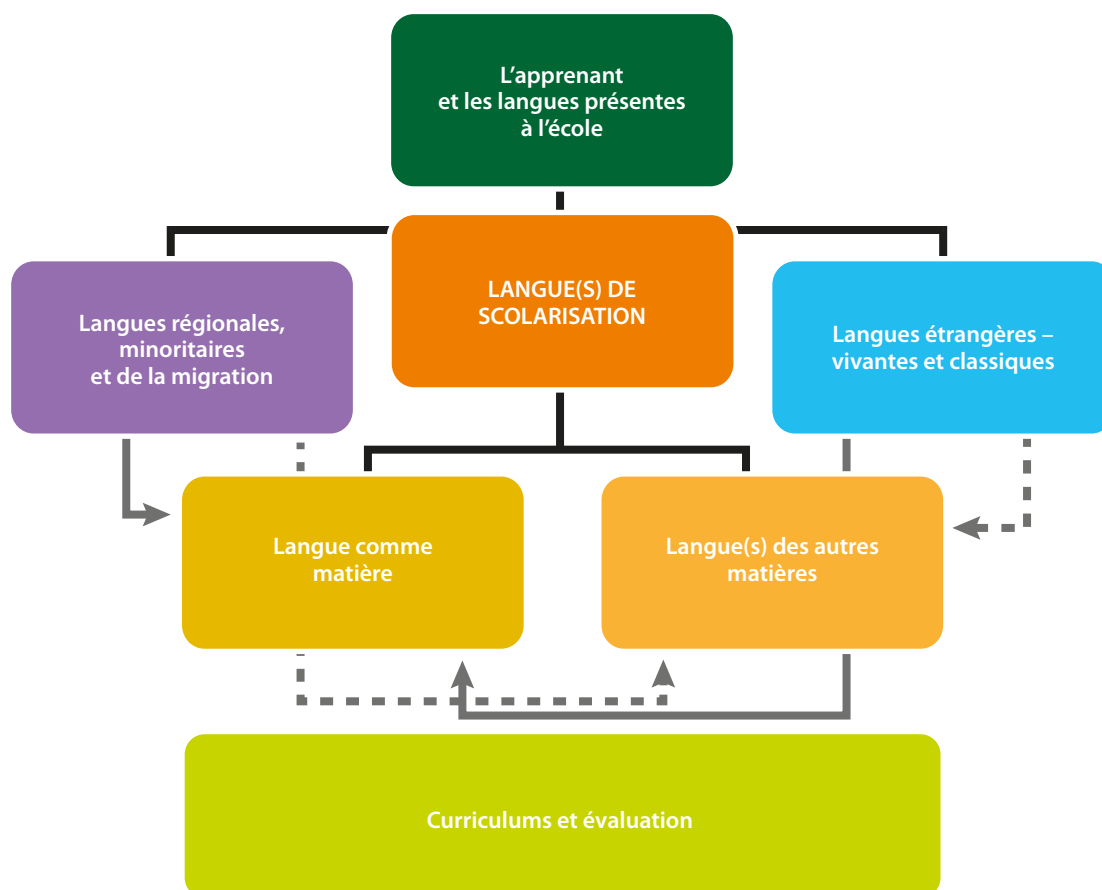 L’apprenant
et les langues présentes
à l’école
LANGUE(S) DE
SCOLARISATION
Langues régionales,
minoritaires
et de la migration
Langues étrangères –
vivantes et classiques
Langue comme
matière
Langue(s) des autres
matières
Curriculums et évaluation